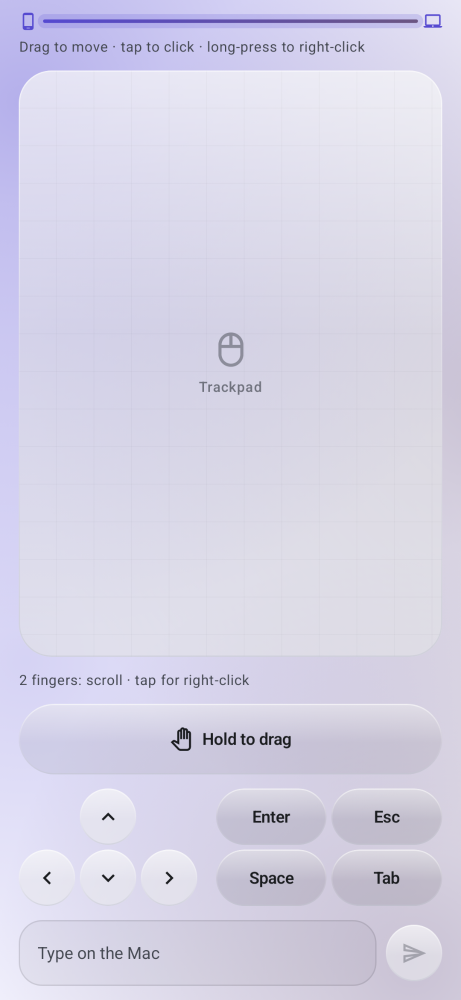 Drag to move · tap to click · long-press to right-click
Trackpad
2 fingers: scroll · tap for right-click
Hold to drag
Enter
Esc
Space
Tab
Type on the Mac